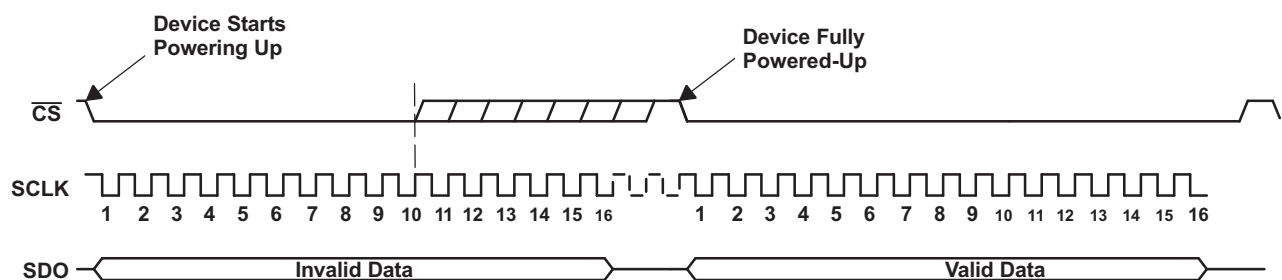 Device Starts
Powering Up
Device Fully
Powered-Up
CS
SCLK
1 2 3 4 5 6 7 8 9 10 11 12 13 14 15 16 1 2 3 4 5 6 7 8 9 10 11 12 13 14 15 16
SDO Invalid Data Valid Data